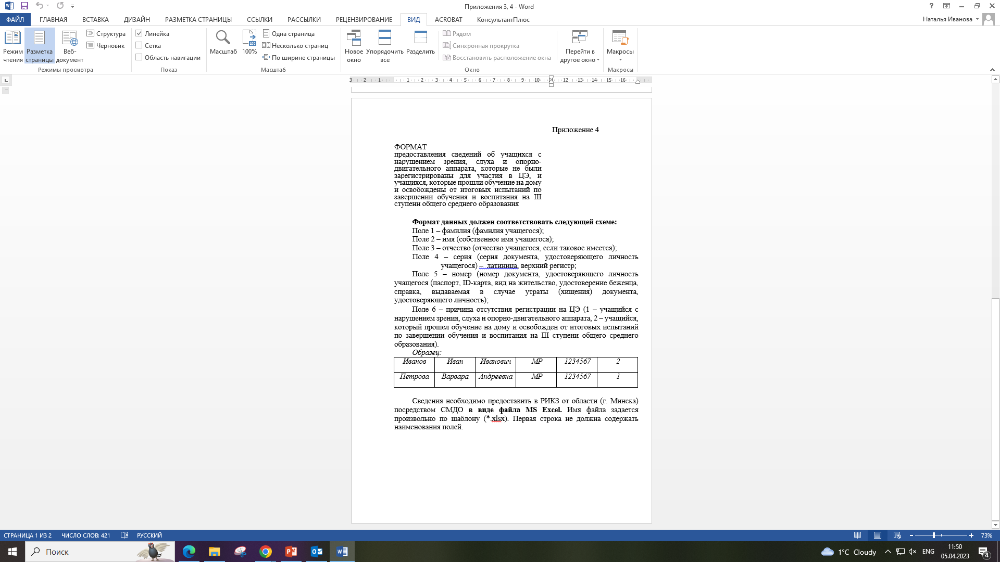 Приложения 3, 4 - Word
ФАЙЛ ГЛАВНАЯ ВСТАВКА ДИЗАЙН РАЗМЕТКА СТРАНИЦЫ ССЫЛКИ РАССЫЛКИ РЕЦЕНЗИРОВАНИЕ ВИД ACROBAT КонсультантПлюс Наталья Иванова
Режим чтения
Разметка страницы
Веб-документ
Структура
Черновик
Режимы просмотра
Линейка
Сетка
Область навигации
Показ
Масштаб
100%
Одна страница
Несколько страниц
По ширине страницы
Масштаб
Новое окно
Упорядочить все
Разделить
Рядом
Синхронная прокрутка
Восстановить расположение окна
Перейти в другое окно
Окно
Макросы
Макросы
3 2 1 1 2 3 4 5 6 7 8 9 10 11 12 13 14 15 16
Приложение 4
ФОРМАТ
предоставления сведений об учащихся с
нарушением зрения, слуха и опорно-
двигательного аппарата, которые не были
зарегистрированы для участия в ЦЭ, и
учащихся, которые прошли обучение на дому
и освобождены от итоговых испытаний по
завершении обучения и воспитания на III
ступени общего среднего образования
Формат данных должен соответствовать следующей схеме:
Поле 1 – фамилия (фамилия учащегося);
Поле 2 – имя (собственное имя учащегося);
Поле 3 – отчество (отчество учащегося, если таковое имеется);
Поле 4 – серия (серия документа, удостоверяющего личность
учащегося) – латиница, верхний регистр;
Поле 5 – номер (номер документа, удостоверяющего личность
учащегося (паспорт, ID-карта, вид на жительство, удостоверение беженца,
справка, выдаваемая в случае утраты (хищения) документа,
удостоверяющего личность);
Поле 6 – причина отсутствия регистрации на ЦЭ (1 – учащийся с
нарушением зрения, слуха и опорно-двигательного аппарата, 2 – учащийся,
который прошел обучение на дому и освобожден от итоговых испытаний
по завершении обучения и воспитания на III ступени общего среднего
образования).
Образец:
Иванов Иван Иванович МР 1234567 2
Петрова Варвара Андреевна МР 1234567 1
Сведения необходимо предоставить в РИКЗ от области (г. Минска)
посредством СМДО в виде файла MS Excel. Имя файла задается
произвольно по шаблону (*.xlsx). Первая строка не должна содержать
наименования полей.
СТРАНИЦА 1 ИЗ 2 ЧИСЛО СЛОВ: 421 РУССКИЙ 73%
Поиск
1°C Cloudy ENG 11:50
05.04.2023
4